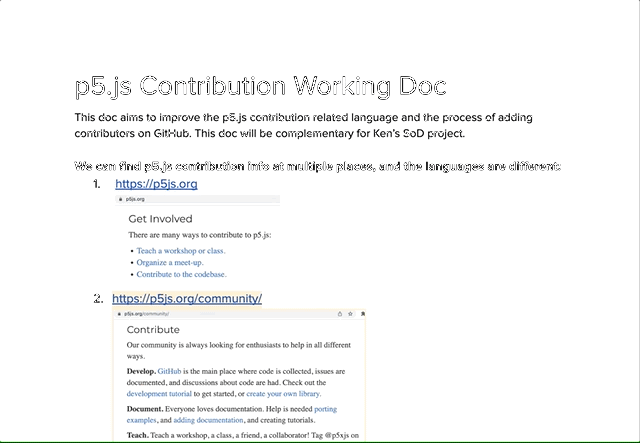 p5.js Contribution Working Doc
This doc aims to improve the p5.js contribution related language and the process of adding
contributors on GitHub. This doc will be complementary for Ken's SoD project.
We can find p5.js contribution info at multiple places, and the languages are different:
1. https://p5js.org
p5js.org
Get Involved
There are many ways to contribute to p5.js:
• Teach a workshop or class.
• Organize a meet-up.
• Contribute to the codebase.
2. https://p5js.org/community/
p5js.org/community/
Contribute
Our community is always looking for enthusiasts to help in all different
ways.
Develop. GitHub is the main place where code is collected, issues are
documented, and discussions about code are had. Check out the
development tutorial to get started, or create your own library.
Document. Everyone loves documentation. Help is needed porting
examples, and adding documentation, and creating tutorials.
Teach. Teach a workshop, a class, a friend, a collaborator! Tag @p5xjs on